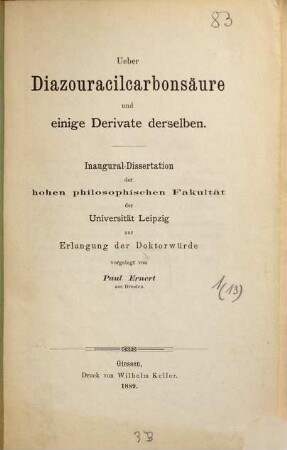 83
Ueber
Diazouracilcarbonsäure
und
einige Derivate derselben.
Inaugural-Dissertation
der
hohen philosophischen Fakultät
der
Universität Leipzig
zur
Erlangung der Doktorwürde
vorgelegt von
Paul Ernert
aus Dresden.
1(13)
Giessen,
Druck von Wilhelm Keller.
1889.